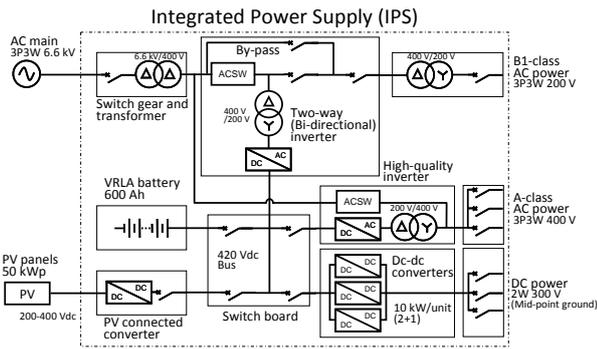 Integrated Power Supply (IPS)
AC main
3P3W 6.6 kV
6.6 kV/400 V
Switch gear and
transformer
By-pass
ACSW
400 V
/200 V
Two-way
(Bi-directional)
inverter
AC
DC
400 V/200 V
B1-class
AC power
3P3W 200 V
High-quality
inverter
ACSW
200 V/400 V
DC
AC
A-class
AC power
3P3W 400 V
VRLA battery
600 Ah
420 Vdc
Bus
Switch board
PV panels
50 kWp
PV
200-400 Vdc
DC
DC
PV connected
converter
DC
DC
DC
DC
DC
DC
Dc-dc
converters
10 kW/unit
(2+1)
DC power
2W 300 V
(Mid-point ground)